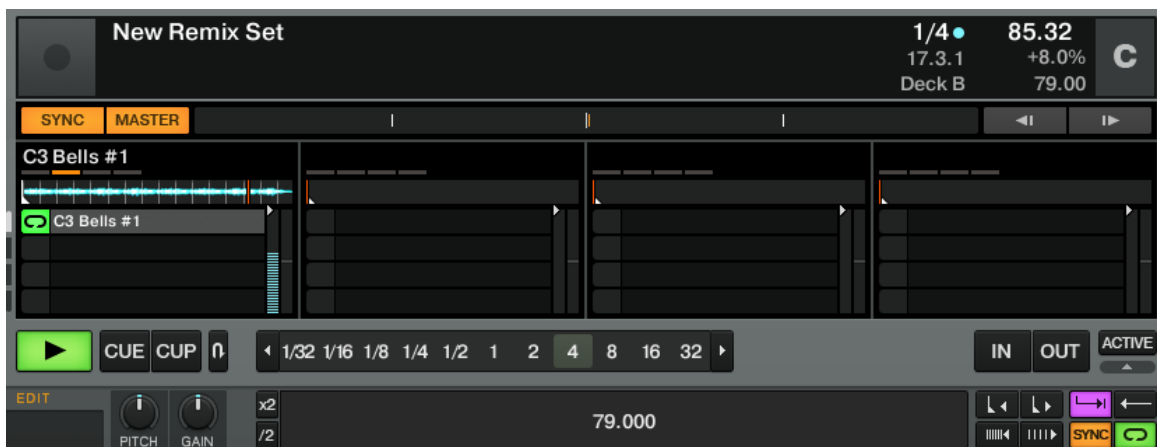 New Remix Set
1/4 85.32
17.3.1 +8.0%
Deck B 79.00
C
SYNC MASTER
C3 Bells #1
C3 Bells #1
CUE CUP 1/32 1/16 1/8 1/4 1/2 1 2 4 8 16 32 IN OUT ACTIVE
EDIT
PITCH GAIN
x2
/2
79.000
SYNC